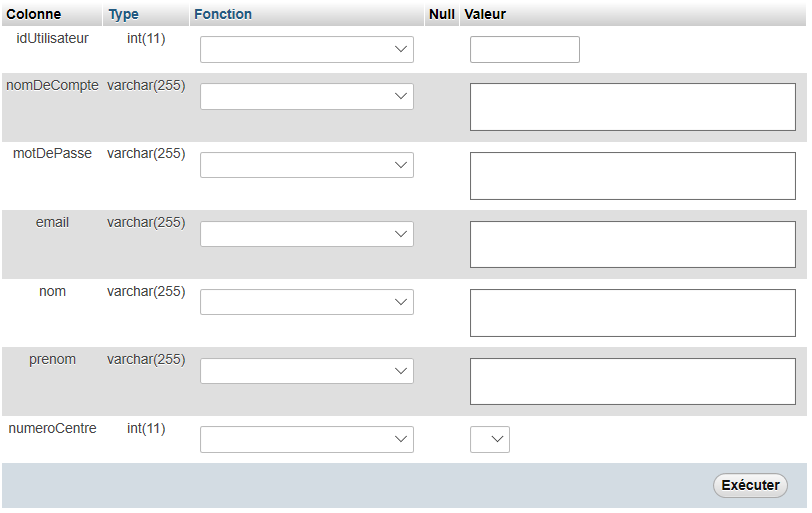 Colonne Type Fonction Null Valeur
idUtilisateur int(11)
nomDeCompte varchar(255)
motDePasse varchar(255)
email varchar(255)
nom varchar(255)
prenom varchar(255)
numeroCentre int(11)
Exécuter